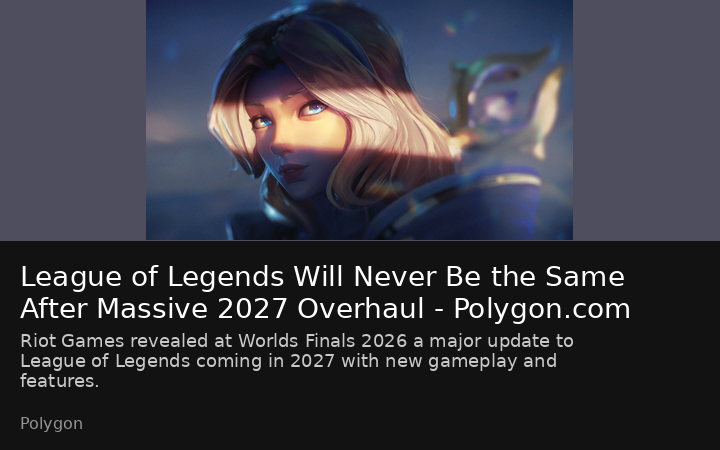 League of Legends Will Never Be the Same
After Massive 2027 Overhaul - Polygon.com
Riot Games revealed at Worlds Finals 2026 a major update to
League of Legends coming in 2027 with new gameplay and
features.
Polygon